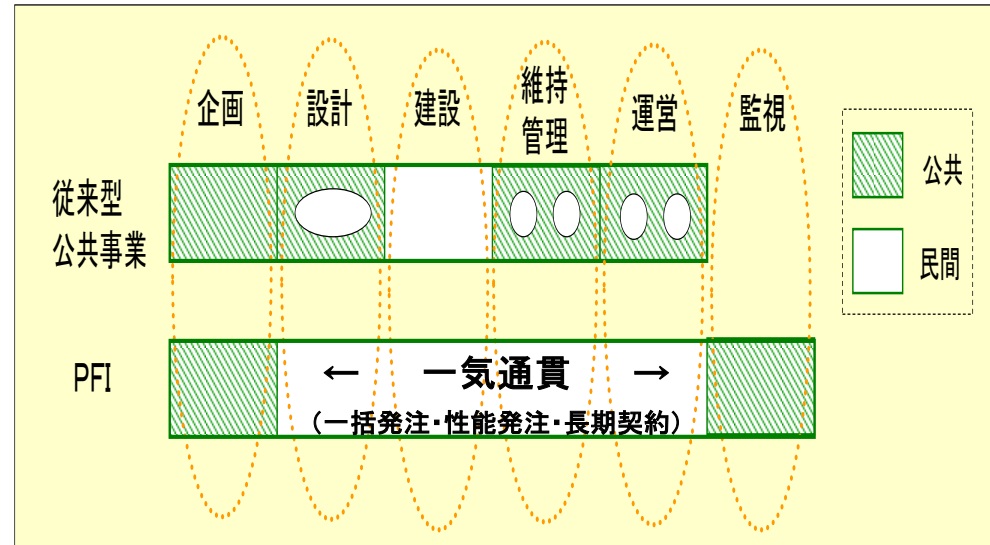 企画
設計
建設
維持
管理
運営
監視
従来型
公共事業
公共
民間
PFI
← 一気通貫 →
（一括発注・性能発注・長期契約）